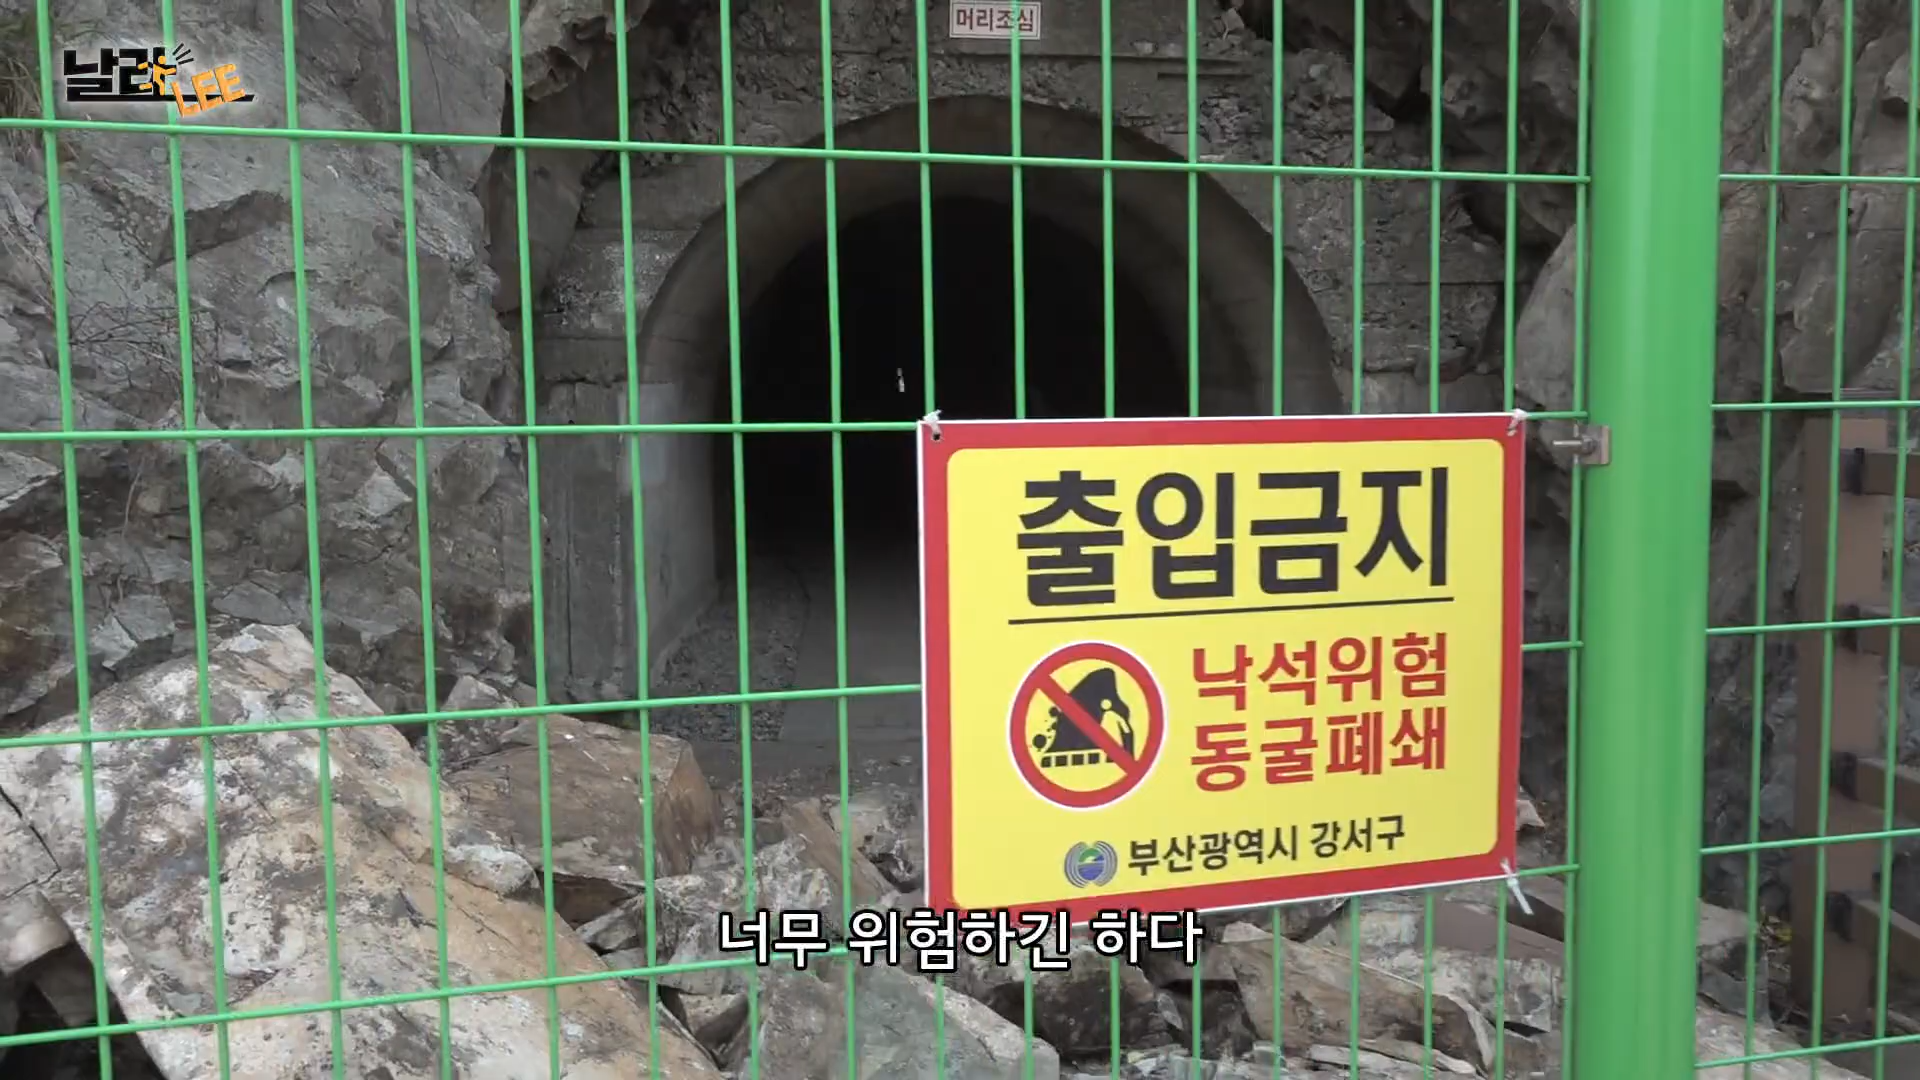 머리조심
날라LEE
출입금지
낙석위험
동굴폐쇄
부산광역시 강서구
너무 위험하긴 하다